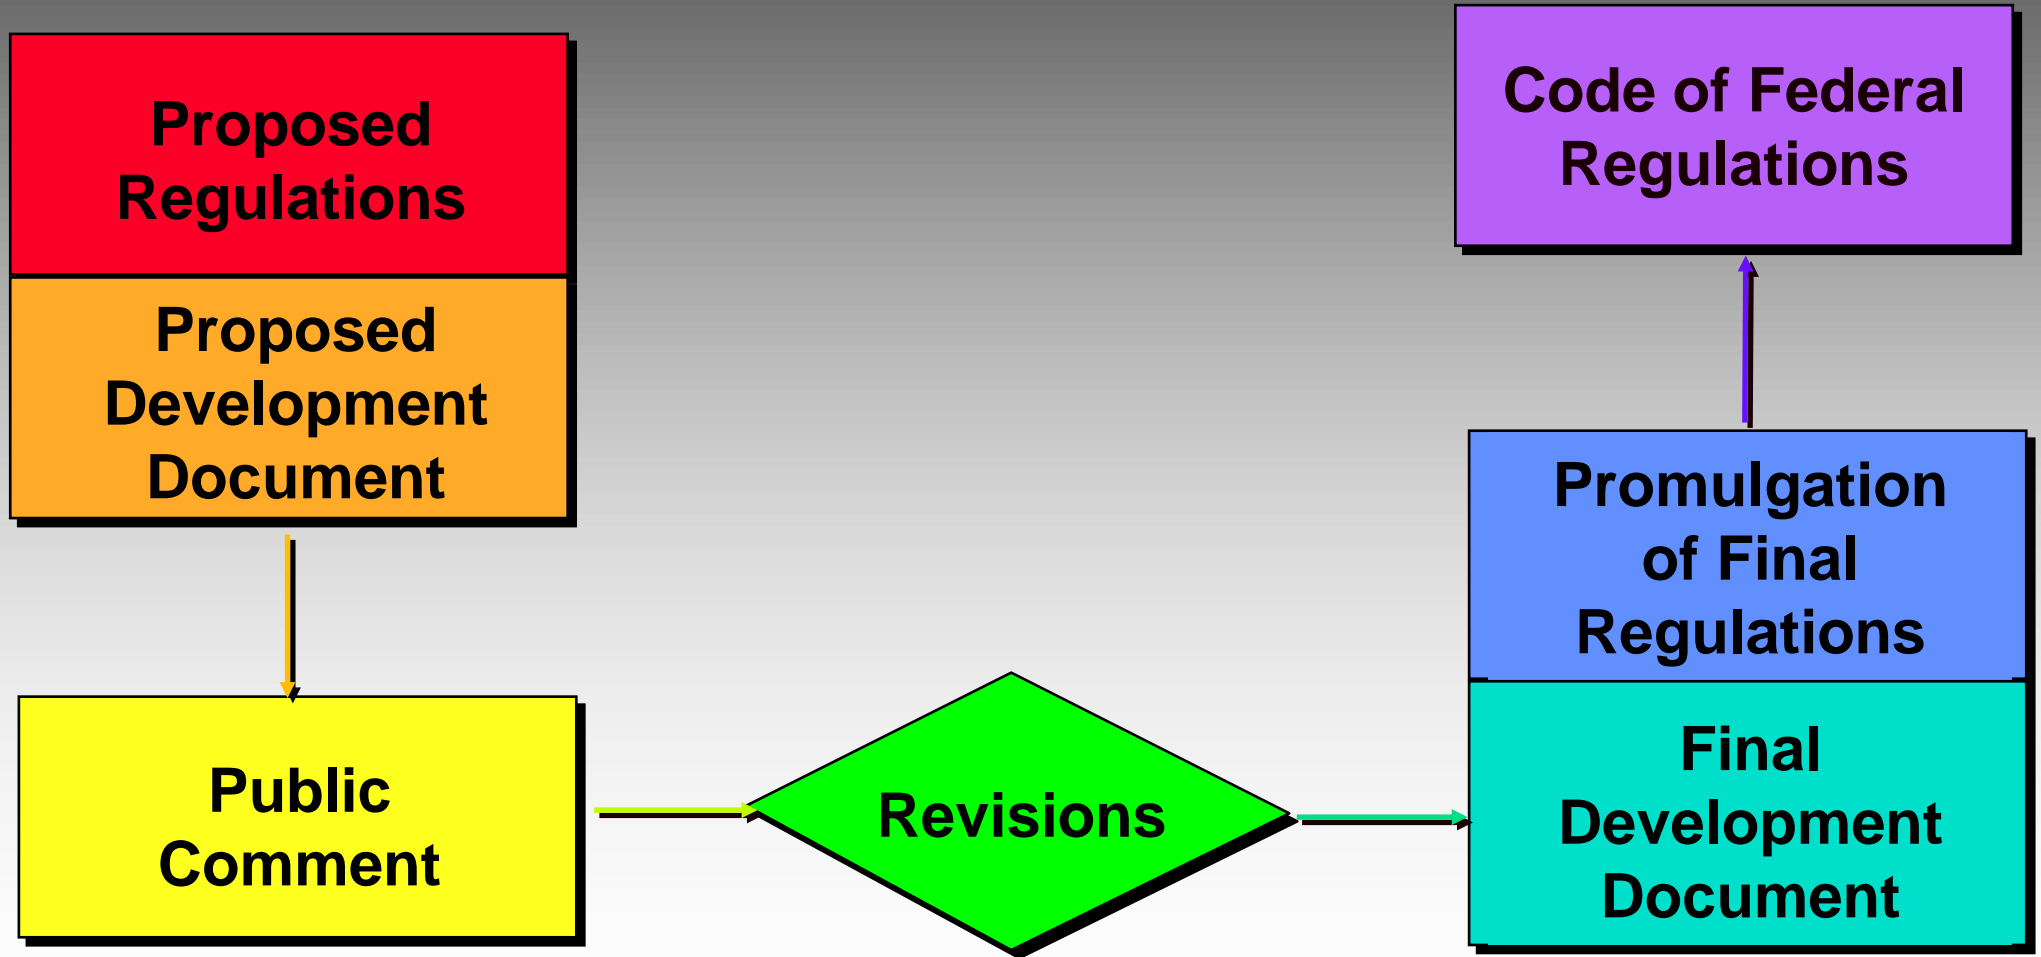 Proposed
Regulations
Proposed
Development
Document
Public
Comment
Revisions
Final
Development
Document
Promulgation
of Final
Regulations
Code of Federal
Regulations